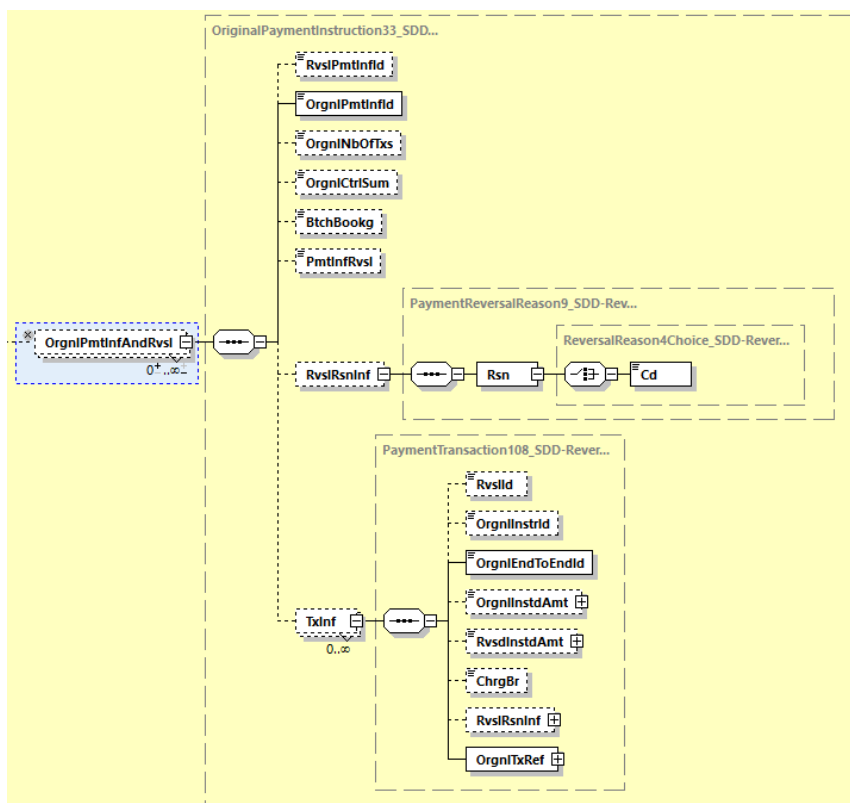 OriginalPaymentInstruction33_SDD...
RvslPmtInfId
OrgnlPmtInfId
OrgnlNbOfTxs
OrgnlCtrlSum
BtchBookg
PmtInfRvsl
PaymentReversalReason9_SDD-Rev...
ReversalReason4Choice_SDD-Rever...
OrgnlPmtInfAndRvsl
0..∞
RvslRsnInf
Rsn
Cd
PaymentTransaction108_SDD-Rever...
RvslId
OrgnlInstrId
OrgnlEndToEndId
OrgnlInstdAmt
TxInf
0..∞
RvsdInstdAmt
ChrgBr
RvslRsnInf
OrgnlTxRef